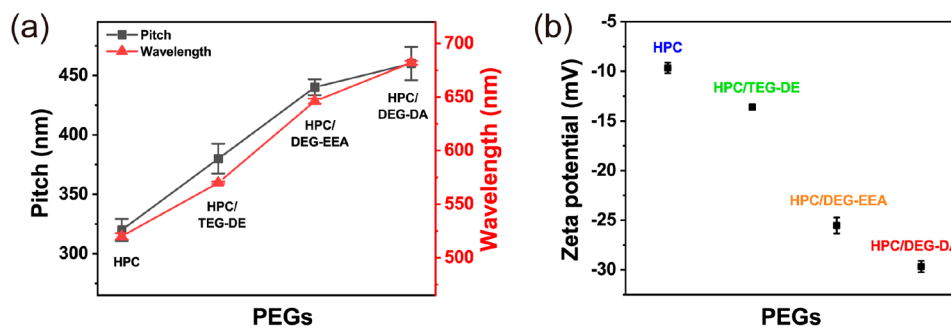 (a)
Pitch
Wavelength
450
400
350
300
Pitch (nm)
700
650
600
550
500
Wavelength (nm)
HPC
HPC/
TEG-DE
HPC/
DEG-EEA
HPC/
DEG-DA
PEGs
(b)
-5
-10
-15
-20
-25
-30
Zeta potential (mV)
HPC
HPC/TEG-DE
HPC/DEG-EEA
HPC/DEG-DA
PEGs